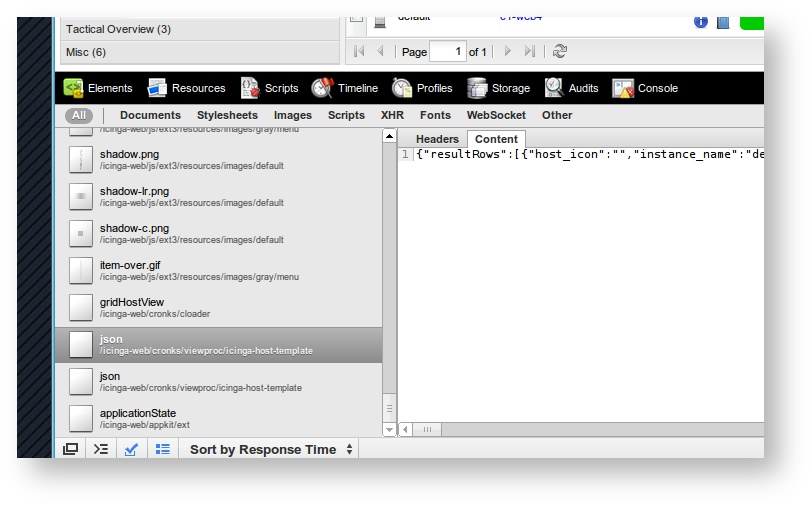 Tactical Overview (3)
default
c1-web4
Misc (6)
Page 1 of 1
Elements Resources Scripts Timeline Profiles Storage Audits Console
All Documents Stylesheets Images Scripts XHR Fonts WebSocket Other
/icinga-web/js/ext3/resources/images/gray/menu
shadow.png
/icinga-web/js/ext3/resources/images/default
shadow-lr.png
/icinga-web/js/ext3/resources/images/default
shadow-c.png
/icinga-web/js/ext3/resources/images/default
item-over.gif
/icinga-web/js/ext3/resources/images/gray/menu
gridHostView
/icinga-web/cronks/cloader
json
/icinga-web/cronks/viewproc/icinga-host-template
json
/icinga-web/cronks/viewproc/icinga-host-template
applicationState
/icinga-web/appkit/ext
Headers Content
1 {"resultRows":[{"host_icon":"","instance_name":"de
Sort by Response Time